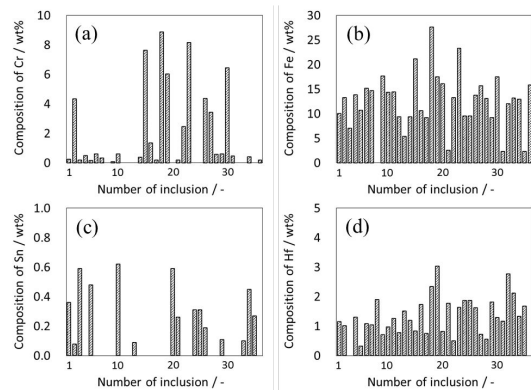 (a)
Composition of Cr / wt%
10
8
6
4
2
0
1 10 20 30
Number of inclusion / -
(b)
Composition of Fe / wt%
30
25
20
15
10
5
0
1 10 20 30
Number of inclusion / -
(c)
Composition of Sn / wt%
1.0
0.8
0.6
0.4
0.2
0.0
1 10 20 30
Number of inclusion / -
(d)
Composition of Hf / wt%
5
4
3
2
1
0
1 10 20 30
Number of inclusion / -